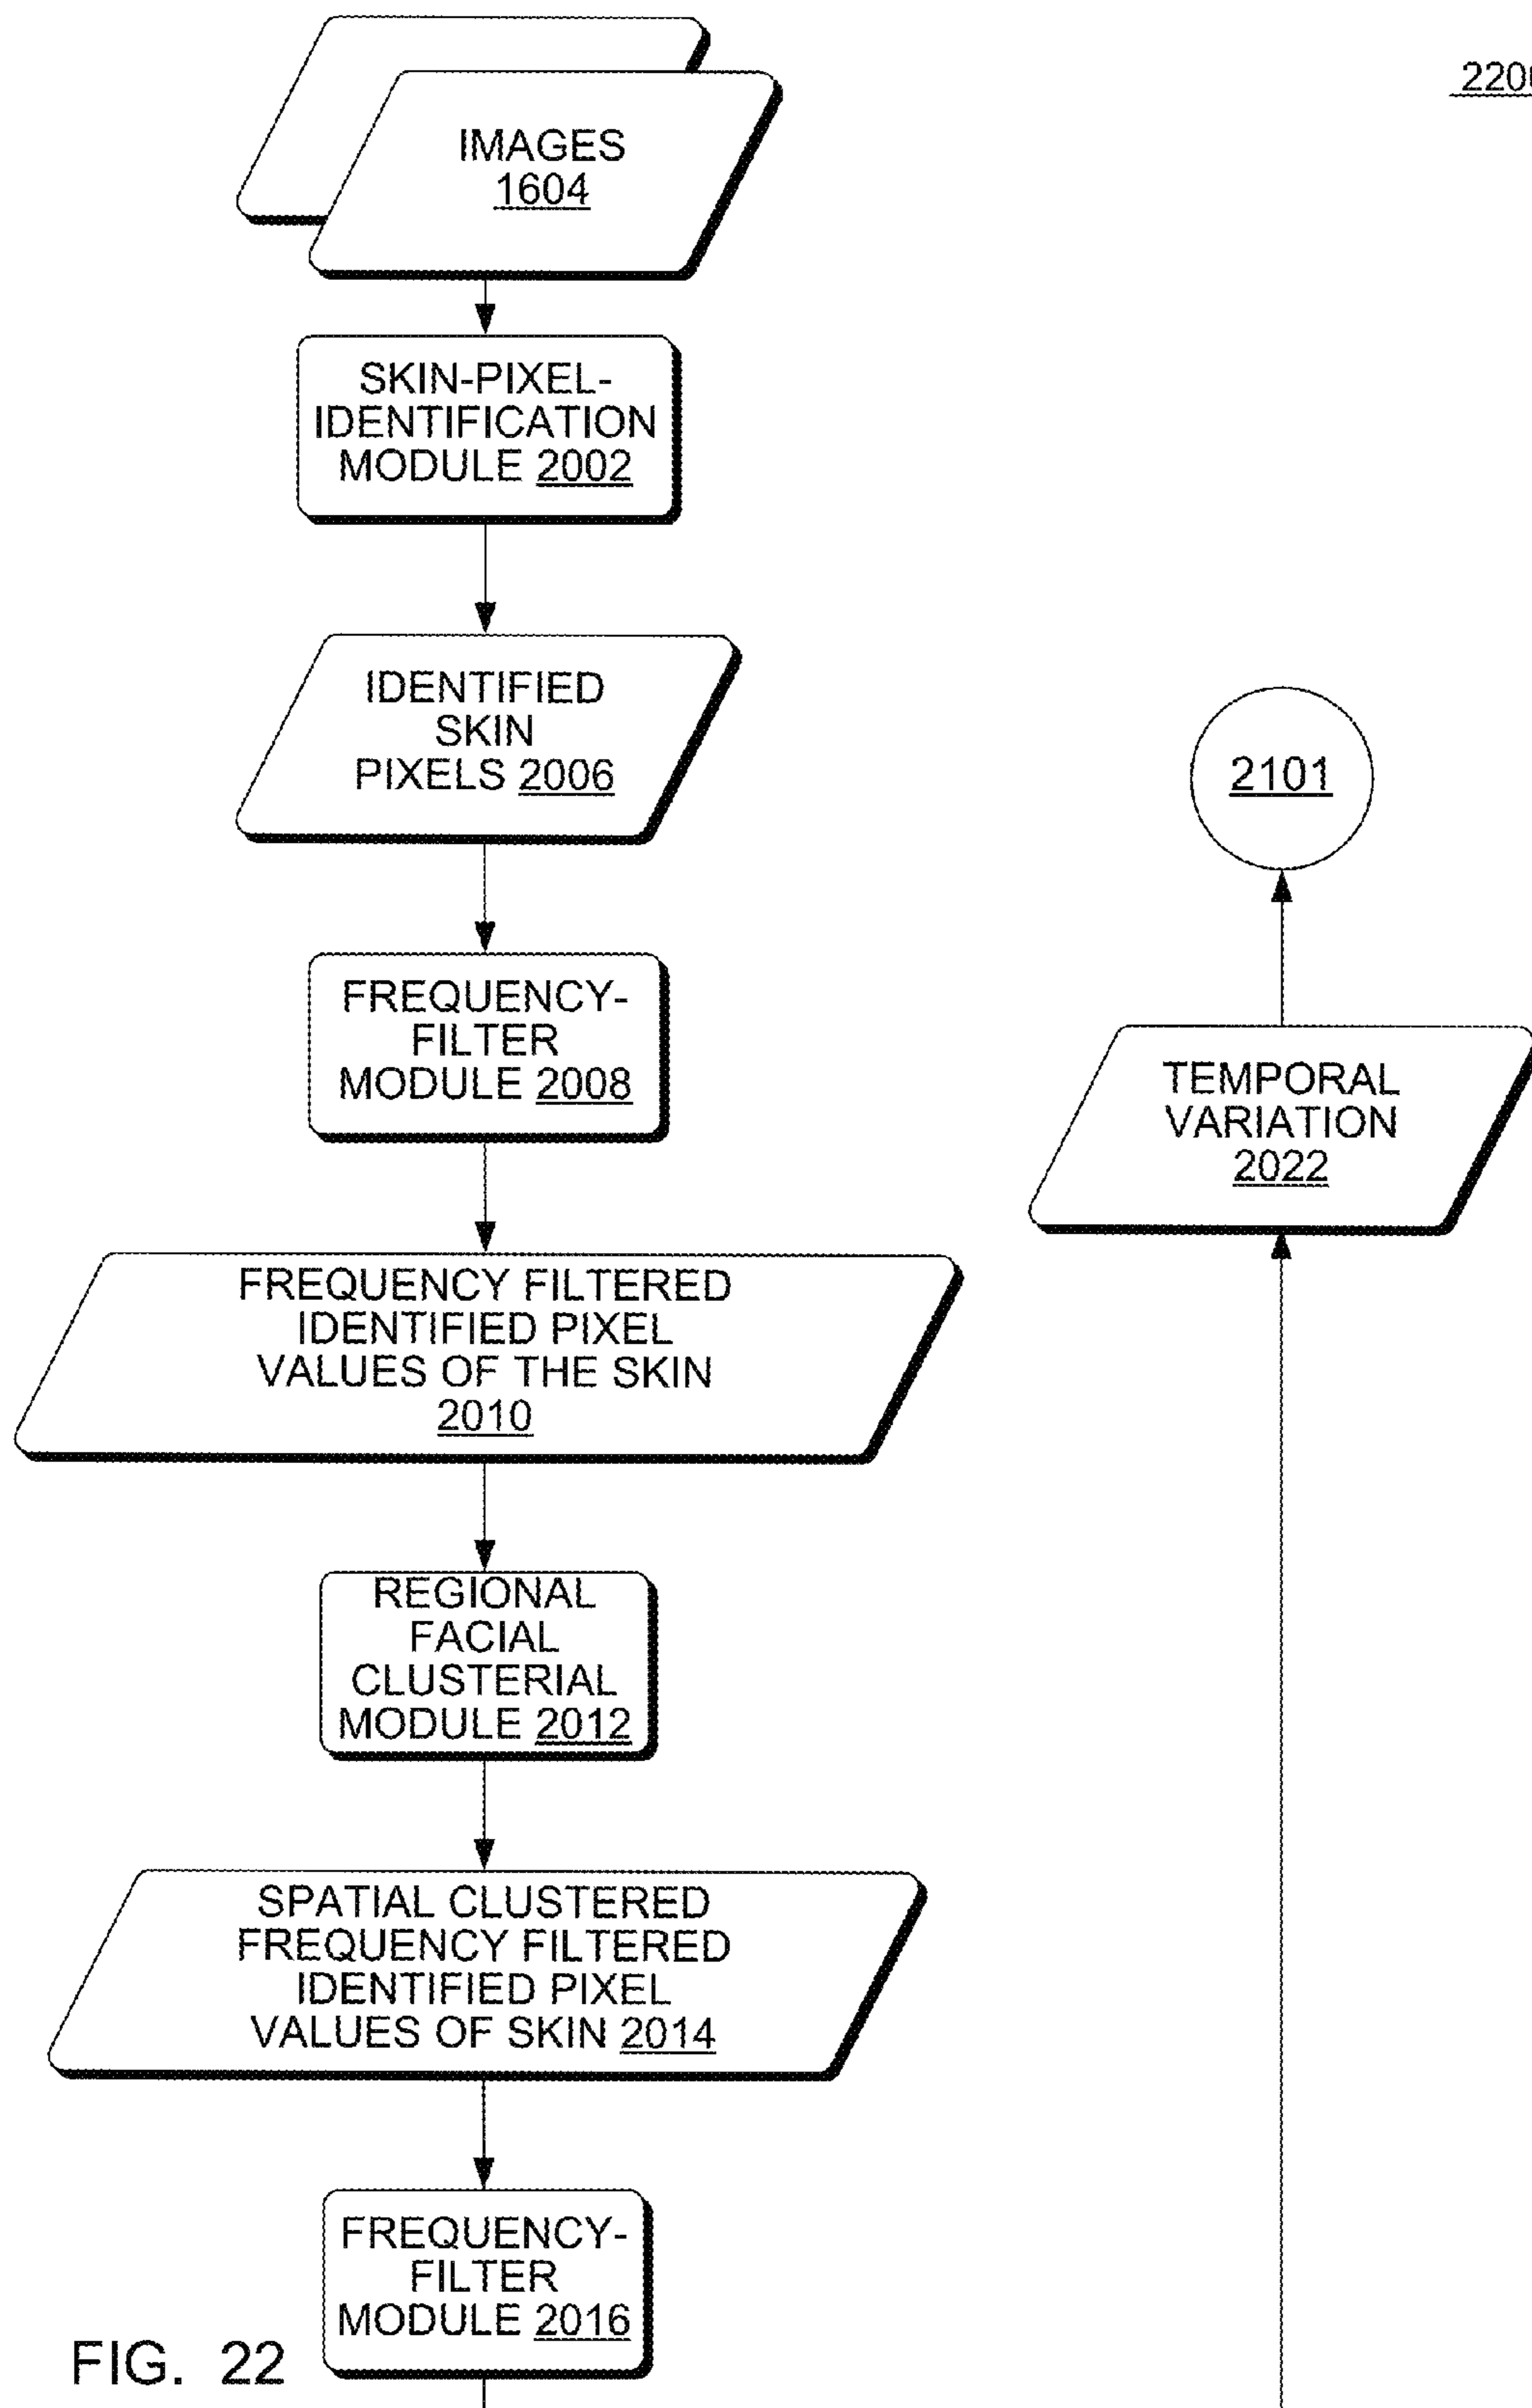 2200
IMAGES
1604
SKIN-PIXEL-
IDENTIFICATION
MODULE 2002
IDENTIFIED
SKIN
PIXELS 2006
FREQUENCY-
FILTER
MODULE 2008
FREQUENCY FILTERED
IDENTIFIED PIXEL
VALUES OF THE SKIN
2010
REGIONAL
FACIAL
CLUSTERIAL
MODULE 2012
SPATIAL CLUSTERED
FREQUENCY FILTERED
IDENTIFIED PIXEL
VALUES OF SKIN 2014
FREQUENCY-
FILTER
MODULE 2016
2101
TEMPORAL
VARIATION
2022
FIG. 22